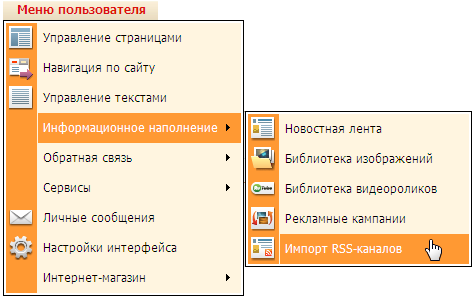 Меню пользователя
Управление страницами
Навигация по сайту
Управление текстами
Информационное наполнение
Обратная связь
Сервисы
Личные сообщения
Настройки интерфейса
Интернет-магазин
Новостная лента
Библиотека изображений
Библиотека видеороликов
Рекламные кампании
Импорт RSS-каналов